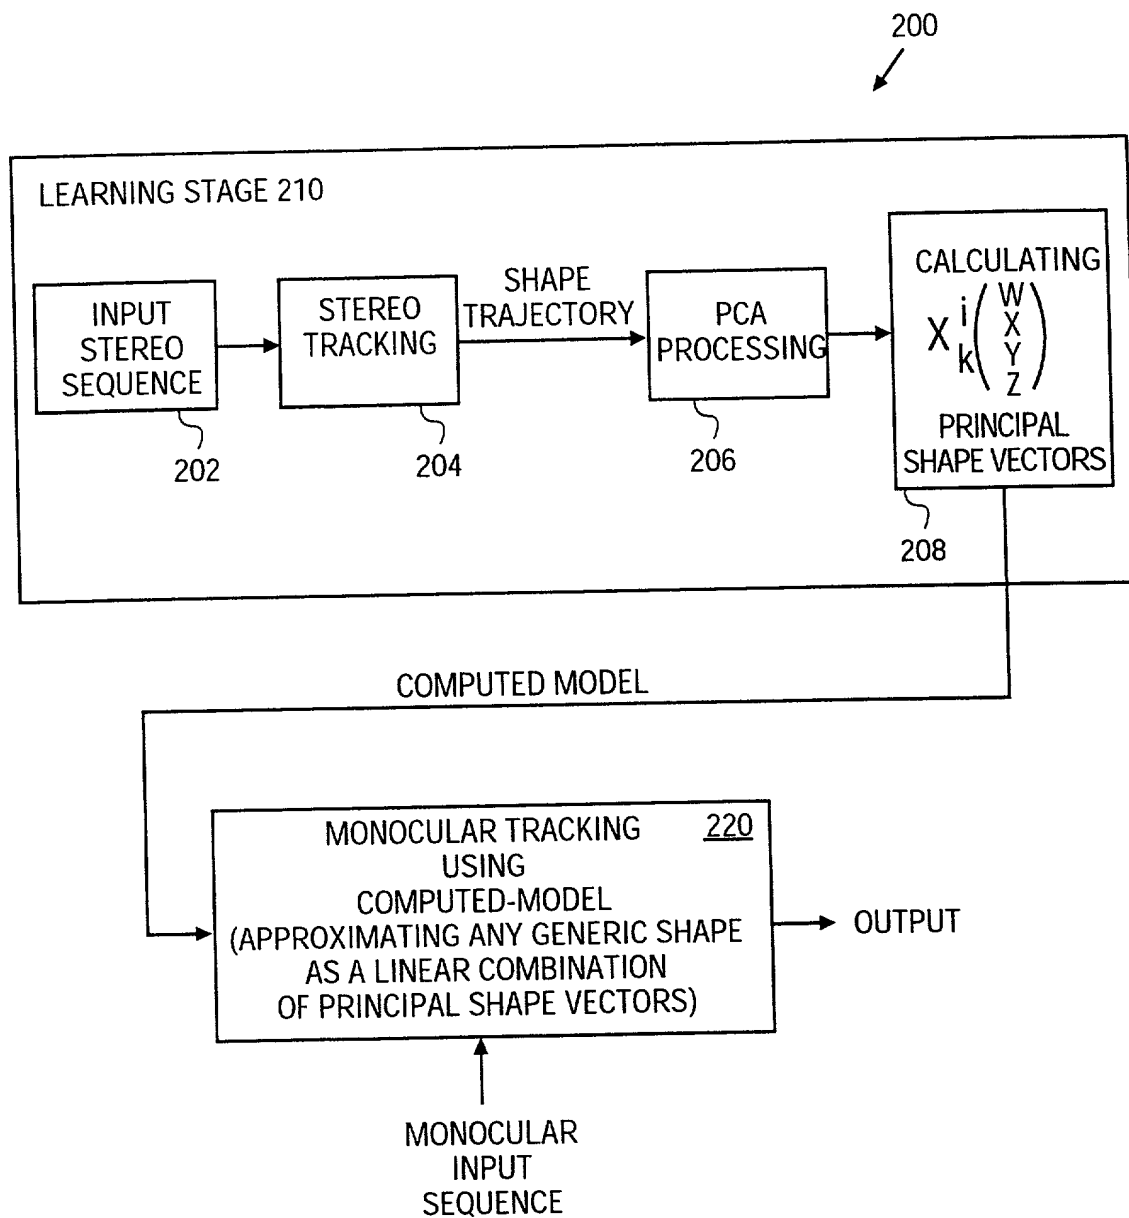 200
LEARNING STAGE 210
INPUT
STEREO
SEQUENCE
202
STEREO
TRACKING
204
SHAPE
TRAJECTORY
PCA
PROCESSING
206
CALCULATING
X i k ( W X Y Z )
PRINCIPAL
SHAPE VECTORS
208
COMPUTED MODEL
MONOCULAR TRACKING 220
USING
COMPUTED-MODEL
(APPROXIMATING ANY GENERIC SHAPE
AS A LINEAR COMBINATION
OF PRINCIPAL SHAPE VECTORS)
OUTPUT
MONOCULAR
INPUT
SEQUENCE